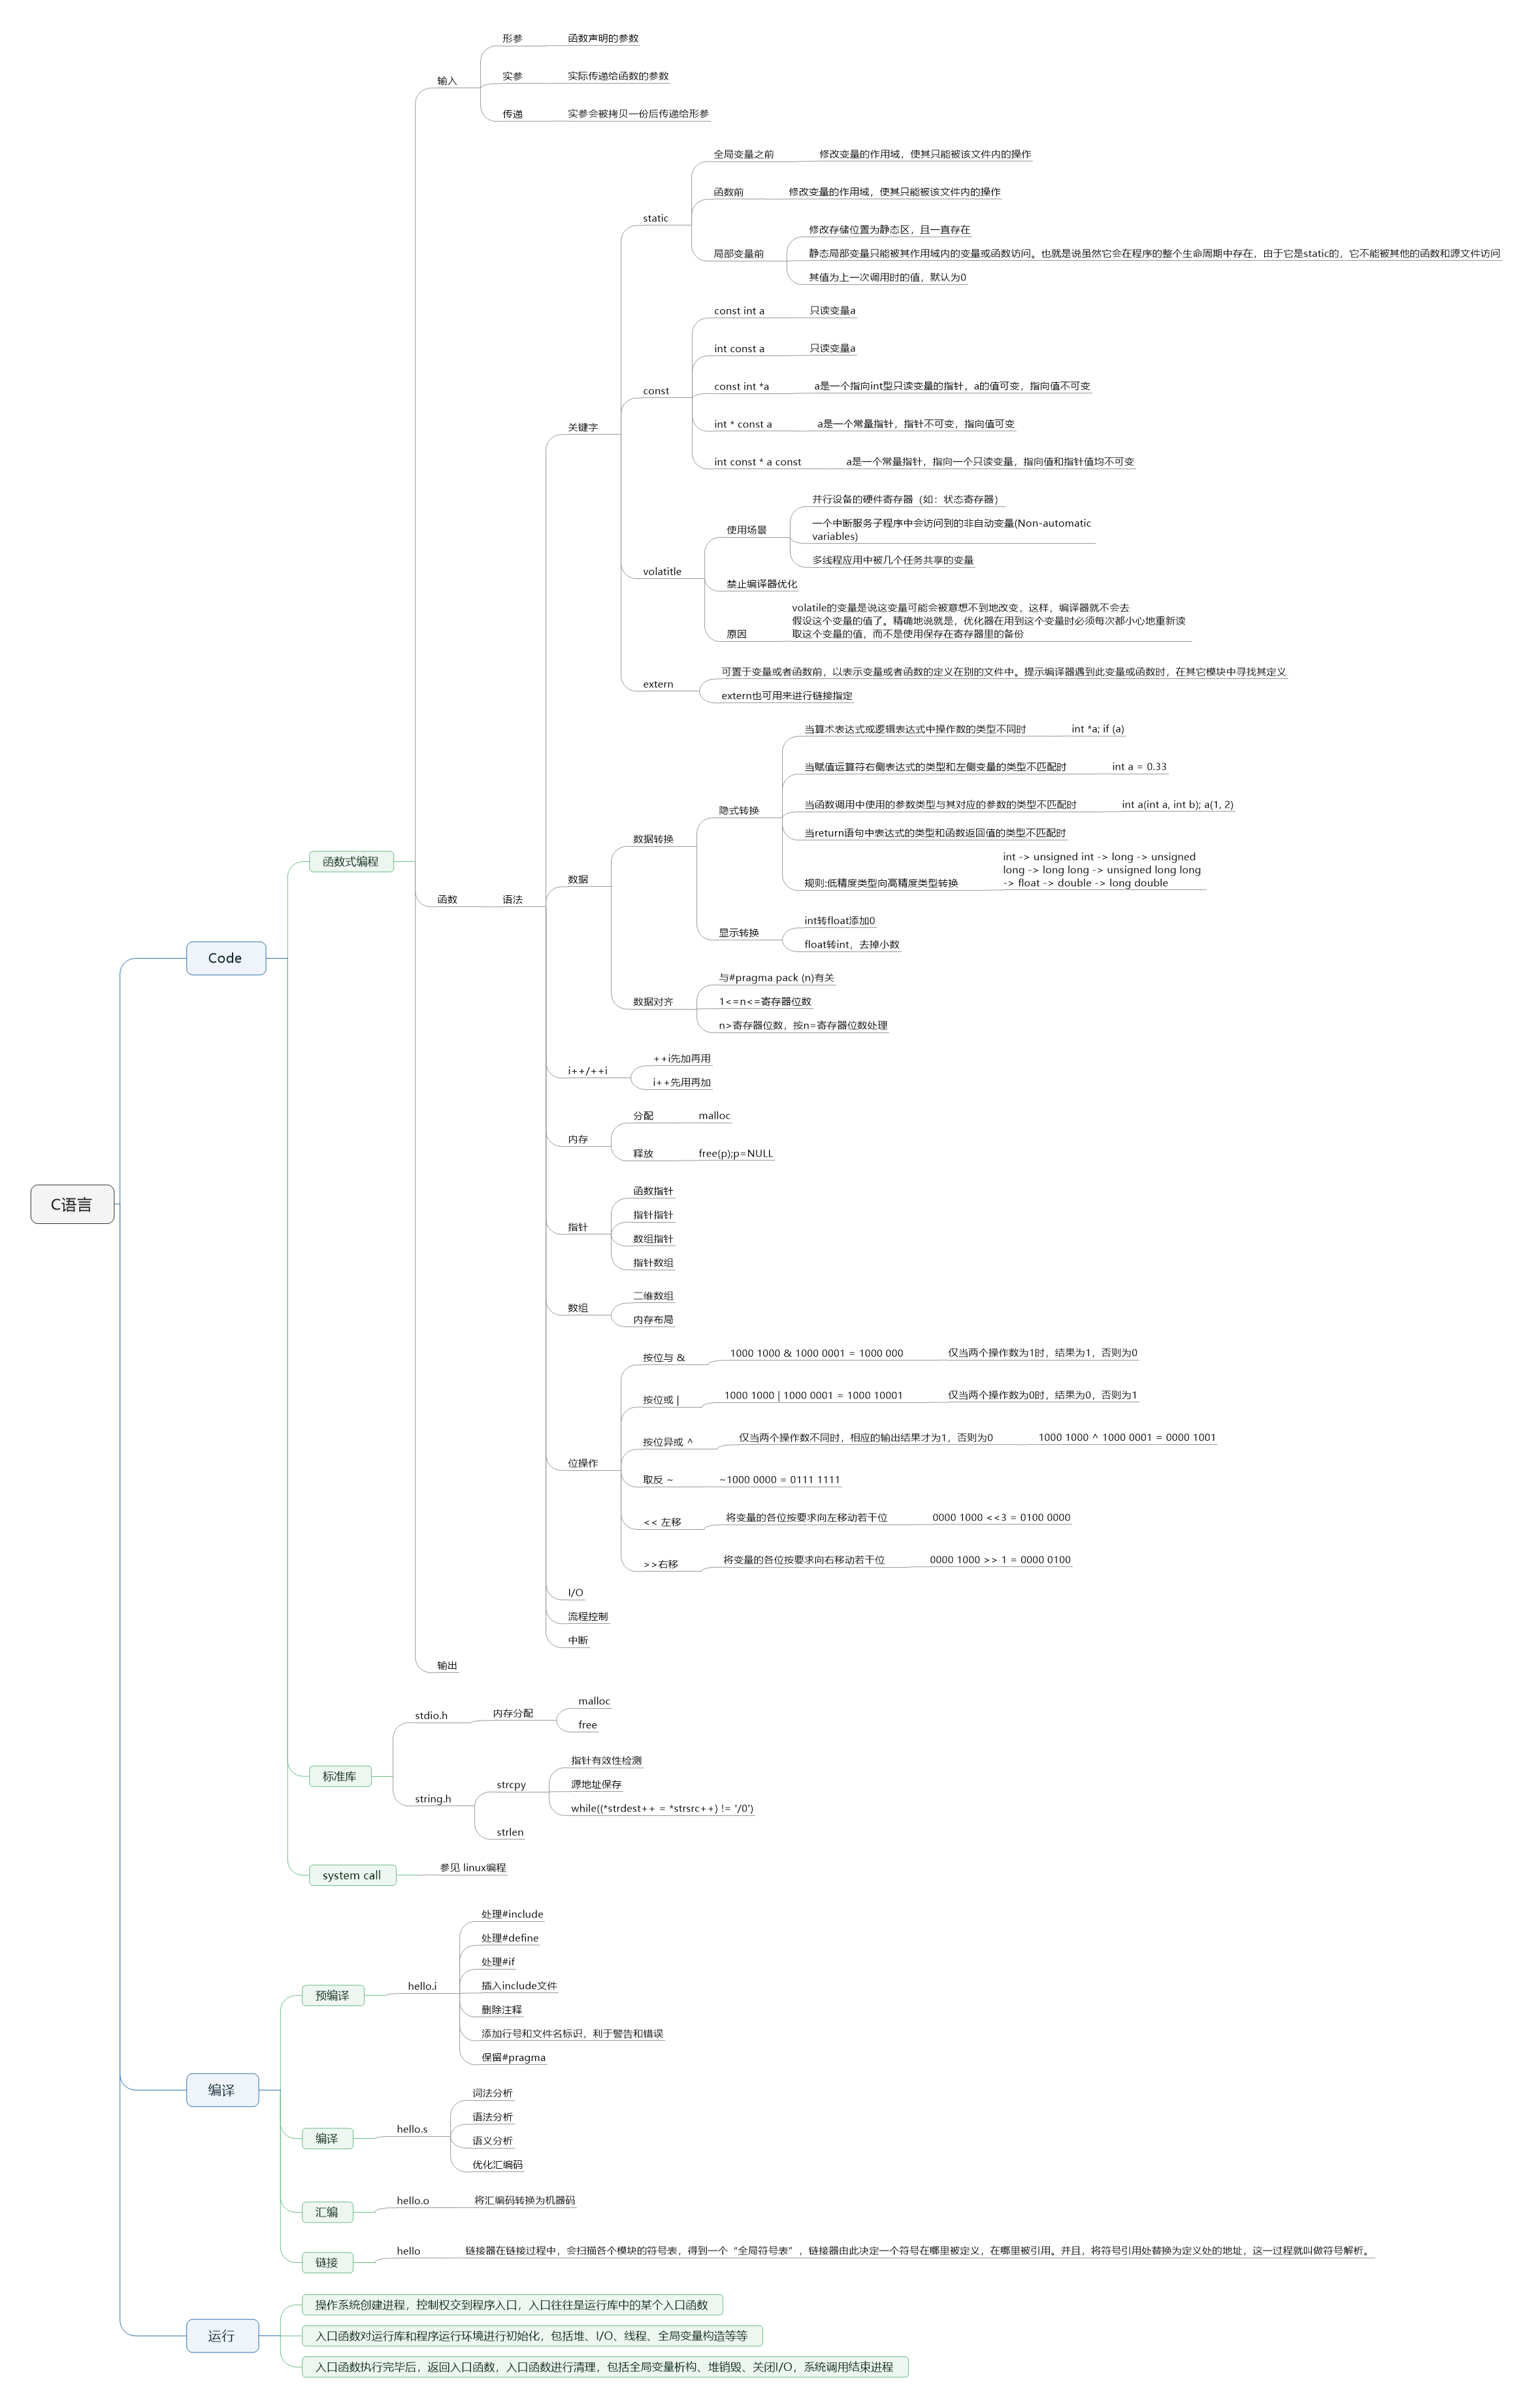 C语言
Code
函数式编程
输入
形参
函数声明的参数
实参
实际传递给函数的参数
传递
实参会被拷贝一份后传递给形参
函数
语法
关键字
static
全局变量之前
修改变量的作用域，使其只能被该文件内的操作
函数前
修改变量的作用域，使其只能被该文件内的操作
局部变量前
修改存储位置为静态区，且一直存在
静态局部变量只能被其作用域内的变量或函数访问。也就是说虽然它会在程序的整个生命周期中存在，由于它是static的，它不能被其他的函数和源文件访问
其值为上一次调用时的值，默认为0
const
const int a
只读变量a
int const a
只读变量a
const int *a
a是一个指向int型只读变量的指针，a的值可变，指向值不可变
int * const a
a是一个常量指针，指针不可变，指向值可变
int const * a const
a是一个常量指针，指向一个只读变量，指向值和指针值均不可变
volatitle
使用场景
并行设备的硬件寄存器（如：状态寄存器）
一个中断服务子程序中会访问到的非自动变量(Non-automatic
variables)
多线程应用中被几个任务共享的变量
禁止编译器优化
原因
volatile的变量是说这变量可能会被意想不到地改变，这样，编译器就不会去
假设这个变量的值了。精确地说就是，优化器在用到这个变量时必须每次都小心地重新读
取这个变量的值，而不是使用保存在寄存器里的备份
extern
可置于变量或者函数前，以表示变量或者函数的定义在别的文件中。提示编译器遇到此变量或函数时，在其它模块中寻找其定义
extern也可用来进行链接指定
数据
数据转换
隐式转换
当算术表达式或逻辑表达式中操作数的类型不同时
int *a; if (a)
当赋值运算符右侧表达式的类型和左侧变量的类型不匹配时
int a = 0.33
当函数调用中使用的参数类型与其对应的参数的类型不匹配时
int a(int a, int b); a(1, 2)
当return语句中表达式的类型和函数返回值的类型不匹配时
规则:低精度类型向高精度类型转换
int -> unsigned int -> long -> unsigned
long -> long long -> unsigned long long
-> float -> double -> long double
显示转换
int转float添加0
float转int，去掉小数
数据对齐
与#pragma pack (n)有关
1<=n<=寄存器位数
n>寄存器位数，按n=寄存器位数处理
i++/++i
++i先加再用
i++先用再加
内存
分配
malloc
释放
free(p);p=NULL
指针
函数指针
指针指针
数组指针
指针数组
数组
二维数组
内存布局
位操作
按位与 &
1000 1000 & 1000 0001 = 1000 000
仅当两个操作数为1时，结果为1，否则为0
按位或 |
1000 1000 | 1000 0001 = 1000 10001
仅当两个操作数为0时，结果为0，否则为1
按位异或 ^
仅当两个操作数不同时，相应的输出结果才为1，否则为0
1000 1000 ^ 1000 0001 = 0000 1001
取反 ~
~1000 0000 = 0111 1111
<< 左移
将变量的各位按要求向左移动若干位
0000 1000 <<3 = 0100 0000
>>右移
将变量的各位按要求向右移动若干位
0000 1000 >> 1 = 0000 0100
I/O
流程控制
中断
输出
标准库
stdio.h
内存分配
malloc
free
string.h
strcpy
指针有效性检测
源地址保存
while((*strdest++ = *strsrc++) != '/0')
strlen
system call
参见 linux编程
编译
预编译
hello.i
处理#include
处理#define
处理#if
插入include文件
删除注释
添加行号和文件名标识，利于警告和错误
保留#pragma
编译
hello.s
词法分析
语法分析
语义分析
优化汇编码
汇编
hello.o
将汇编码转换为机器码
链接
hello
链接器在链接过程中，会扫描各个模块的符号表，得到一个“全局符号表”，链接器由此决定一个符号在哪里被定义，在哪里被引用。并且，将符号引用处替换为定义处的地址，这一过程就叫做符号解析。
运行
操作系统创建进程，控制权交到程序入口，入口往往是运行库中的某个入口函数
入口函数对运行库和程序运行环境进行初始化，包括堆、I/O、线程、全局变量构造等等
入口函数执行完毕后，返回入口函数，入口函数进行清理，包括全局变量析构、堆销毁、关闭I/O，系统调用结束进程